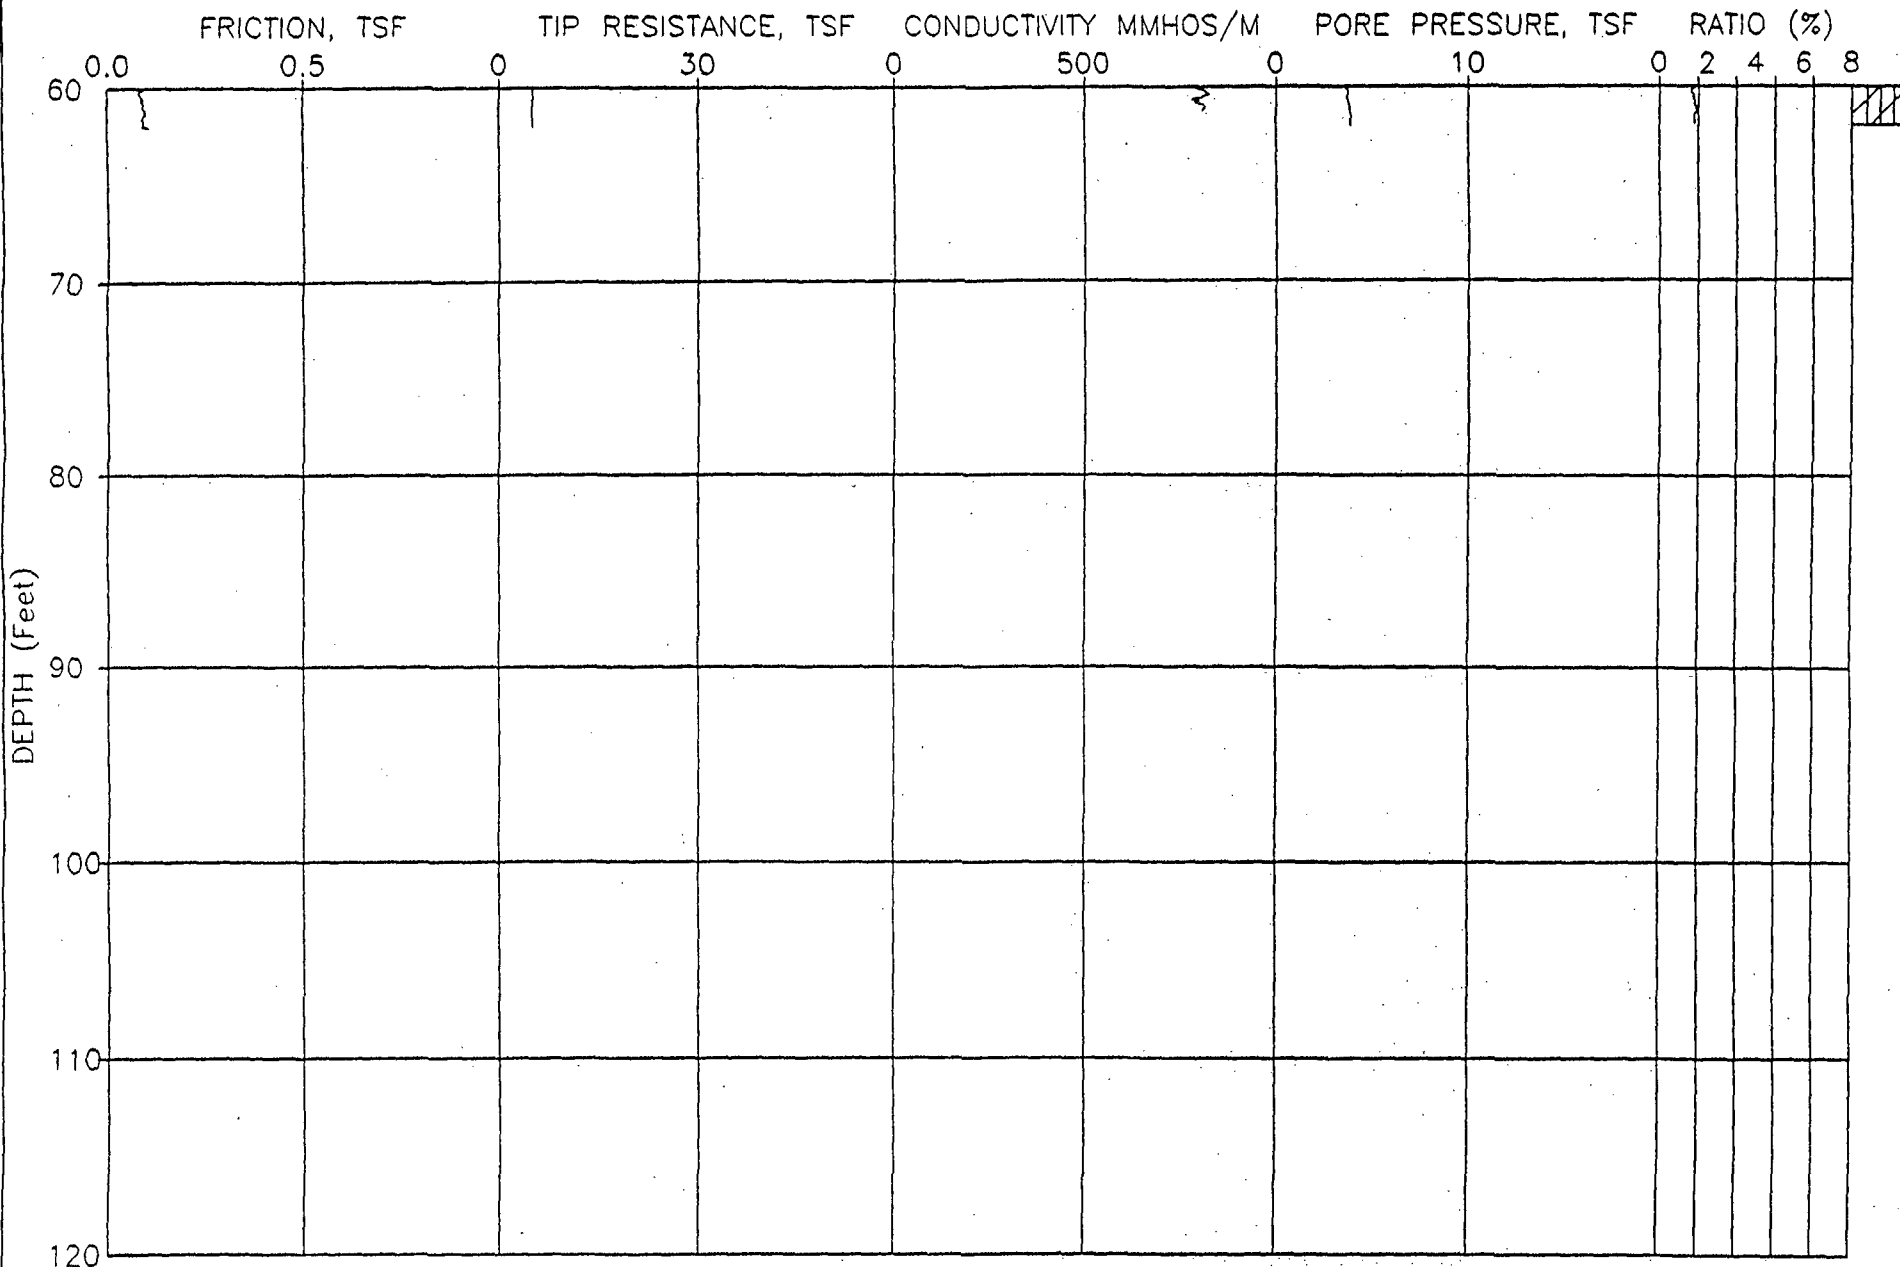 FRICTION, TSF TIP RESISTANCE, TSF CONDUCTIVITY MMHOS/M PORE PRESSURE, TSF RATIO (%)
0.0 0.5 0 30 0 500 0 10 0 2 4 6 8
60
70
80
DEPTH (Feet)
90
100
110
120